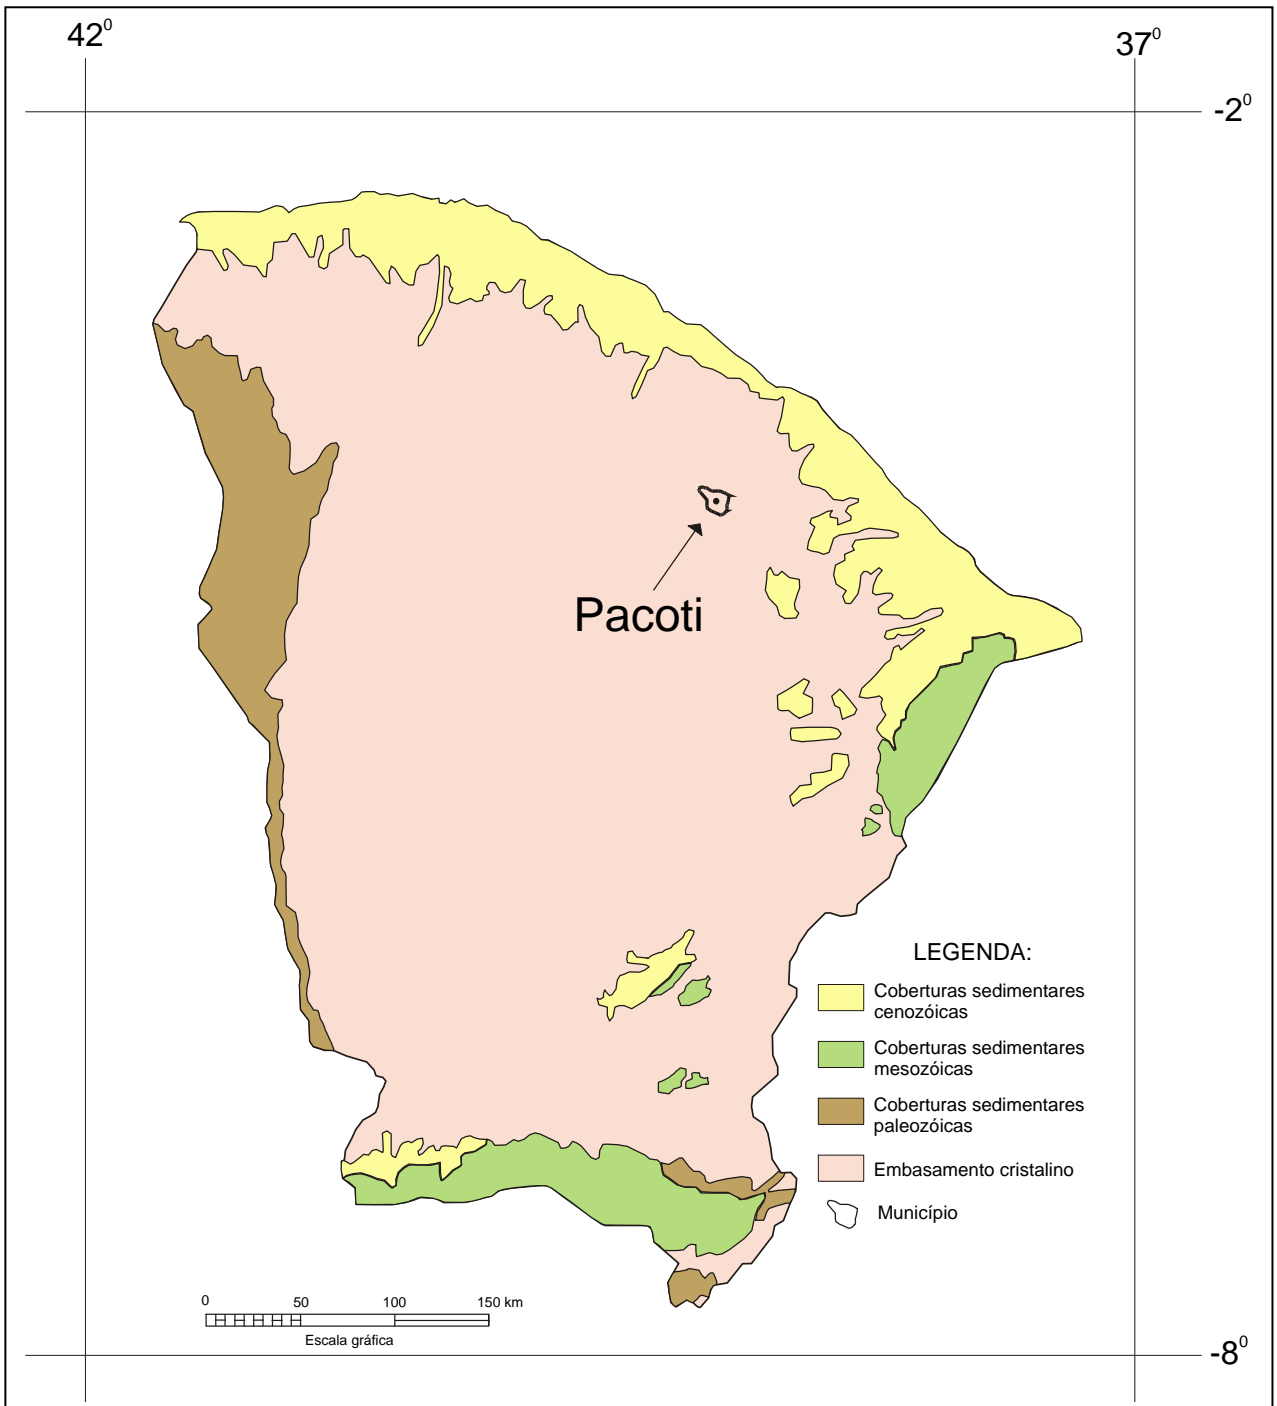 42⁰
37⁰
-2⁰
Pacoti
LEGENDA:
Coberturas sedimentares
cenozóicas
Coberturas sedimentares
mesozóicas
Coberturas sedimentares
paleozóicas
Embasamento cristalino
Município
0 50 100 150 km
Escala gráfica
-8⁰